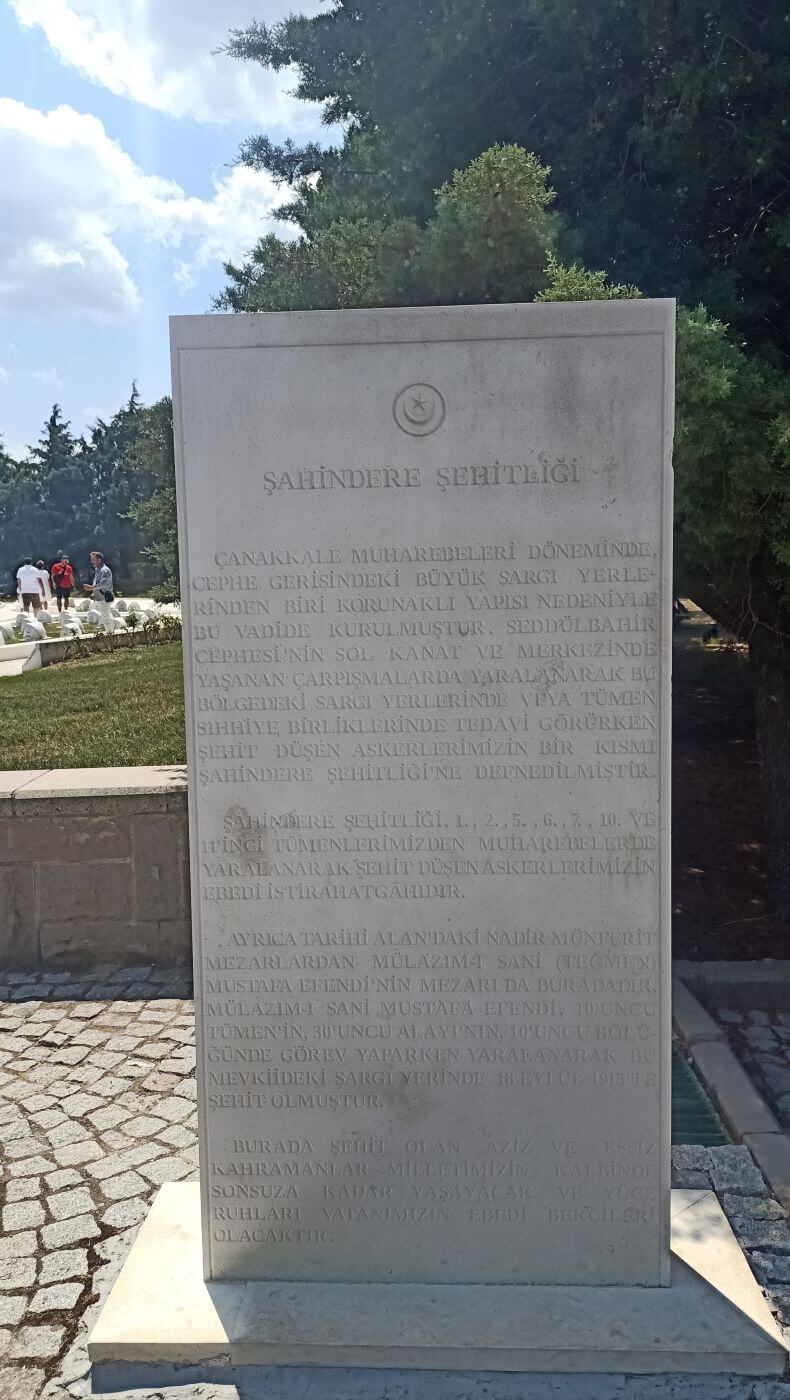 ŞAHİNDERE ŞEHİTLİĞİ
ÇANAKKALE MUHAREBELERİ DÖNEMİNDE,
CEPHE GERİSİNDEKİ BÜYÜK SARGI YERLE-
RİNDEN BİRİ KORUNAKLI YAPISI NEDENİYLE
BU VADİDE KURULMUŞTUR. SEDDÜLBAHİR
CEPHESİ'NİN SOL KANAT VE MERKEZİNDE
YAŞANAN ÇARPIŞMALARDA YARALANARAK BU
BÖLGEDEKİ SARGI YERLERİNDE VEYA TÜMEN
SIHHİYE BİRLİKLERİNDE TEDAVİ GÖRÜRKEN
ŞEHİT DÜŞEN ASKERLERİMİZİN BİR KISMI
ŞAHİNDERE ŞEHİTLİĞİ'NE DEFNEDİLMİŞTİR.
ŞAHİNDERE ŞEHİTLİĞİ, 1., 2., 5., 6., 7., 10. VE
11'İNCİ TÜMENLERİMİZDEN MUHAREBELERDE
YARALANARAK ŞEHİT DÜŞEN ASKERLERİMİZİN
EBEDİ İSTİRAHATGÂHIDIR.
AYRICA TARİHİ ALAN'DAKİ NADİR MÜNFERİT
MEZARLARDAN MÜLAZIM-I SANİ (TEĞMEN)
MUSTAFA EFENDİ'NİN MEZARI DA BURADADIR.
MÜLAZIM-I SANİ MUSTAFA EFENDİ, 10'UNCU
TÜMEN'İN, 30'UNCU ALAYI'NIN, 10'UNCU BÖLÜ-
ĞÜNDE GÖREV YAPARKEN YARALANARAK BU
MEVKİİDEKİ SARGI YERİNDE 18 EYLÜL 1915'TE
ŞEHİT OLMUŞTUR.
BURADA ŞEHİT OLAN AZİZ VE EŞSİZ
KAHRAMANLAR MİLLETİMİZİN KALBİNDE
SONSUZA KADAR YAŞAYACAK VE YÜCE
RUHLARI VATANIMIZIN EBEDİ BEKÇİLERİ
OLACAKTIR.